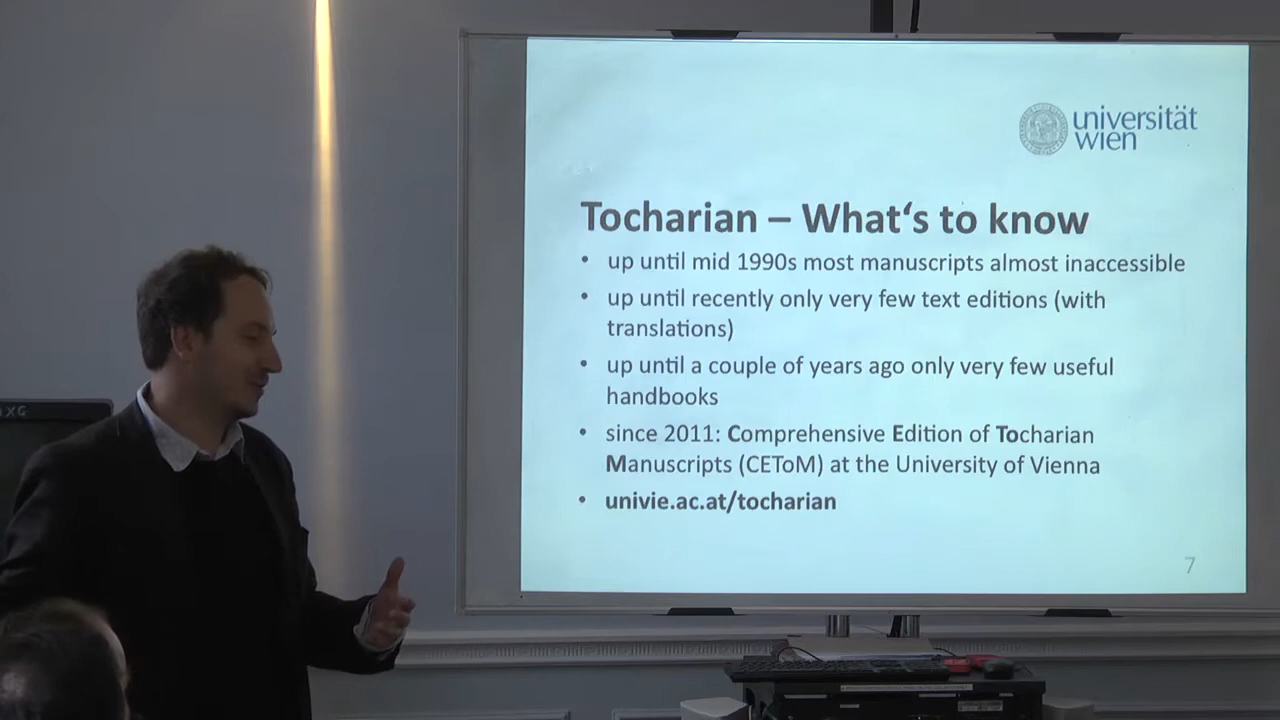 universität
wien
Tocharian – What‘s to know
• up until mid 1990s most manuscripts almost inaccessible
• up until recently only very few text editions (with
translations)
• up until a couple of years ago only very few useful
handbooks
• since 2011: Comprehensive Edition of Tocharian
Manuscripts (CEToM) at the University of Vienna
• univie.ac.at/tocharian
7